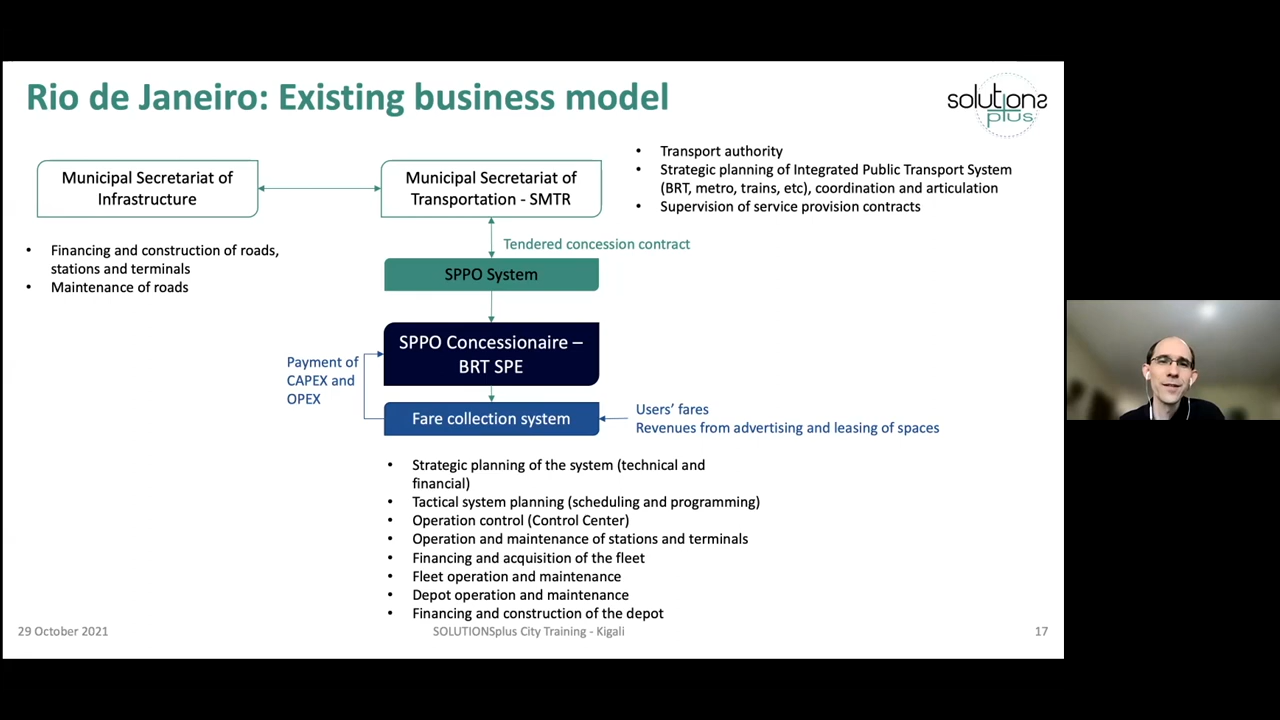 Rio de Janeiro: Existing business model
solutions
plus
Municipal Secretariat of
Infrastructure
Municipal Secretariat of
Transportation - SMTR
• Transport authority
• Strategic planning of Integrated Public Transport System
(BRT, metro, trains, etc), coordination and articulation
• Supervision of service provision contracts
• Financing and construction of roads,
stations and terminals
• Maintenance of roads
Tendered concession contract
SPPO System
SPPO Concessionaire –
BRT SPE
Payment of
CAPEX and
OPEX
Fare collection system
Users’ fares
Revenues from advertising and leasing of spaces
• Strategic planning of the system (technical and
financial)
• Tactical system planning (scheduling and programming)
• Operation control (Control Center)
• Operation and maintenance of stations and terminals
• Financing and acquisition of the fleet
• Fleet operation and maintenance
• Depot operation and maintenance
• Financing and construction of the depot
29 October 2021
SOLUTIONSplus City Training - Kigali
17